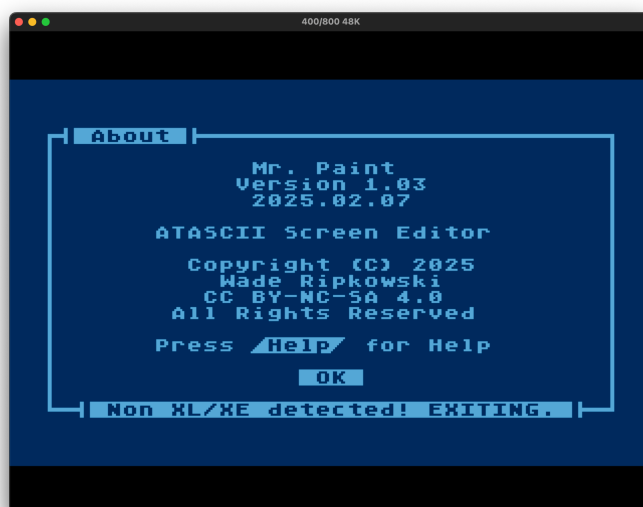 400/800 48K
About
Mr. Paint
Version 1.03
2025.02.07
ATASCII Screen Editor
Copyright (C) 2025
Wade Ripkowski
CC BY-NC-SA 4.0
All Rights Reserved
Press Help for Help
OK
Non XL/XE detected! EXITING.